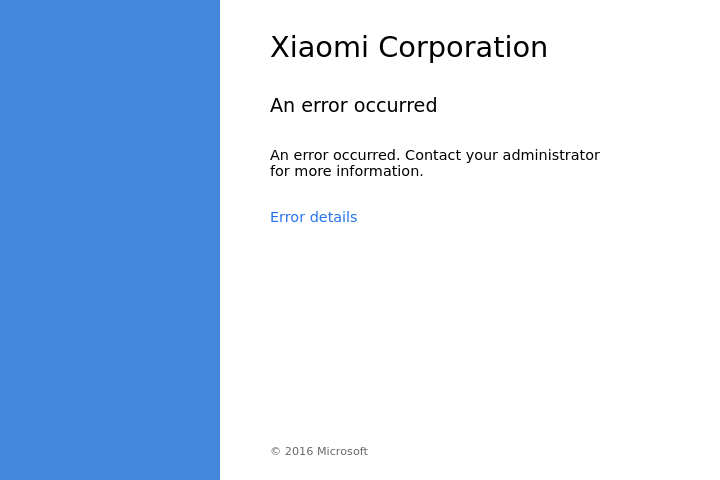 Xiaomi Corporation
An error occurred
An error occurred. Contact your administrator
for more information.
Error details
© 2016 Microsoft